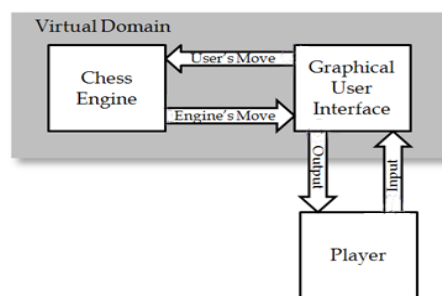 Virtual Domain
Chess
Engine
User's Move
Engine's Move
Graphical
User
Interface
Output
Input
Player